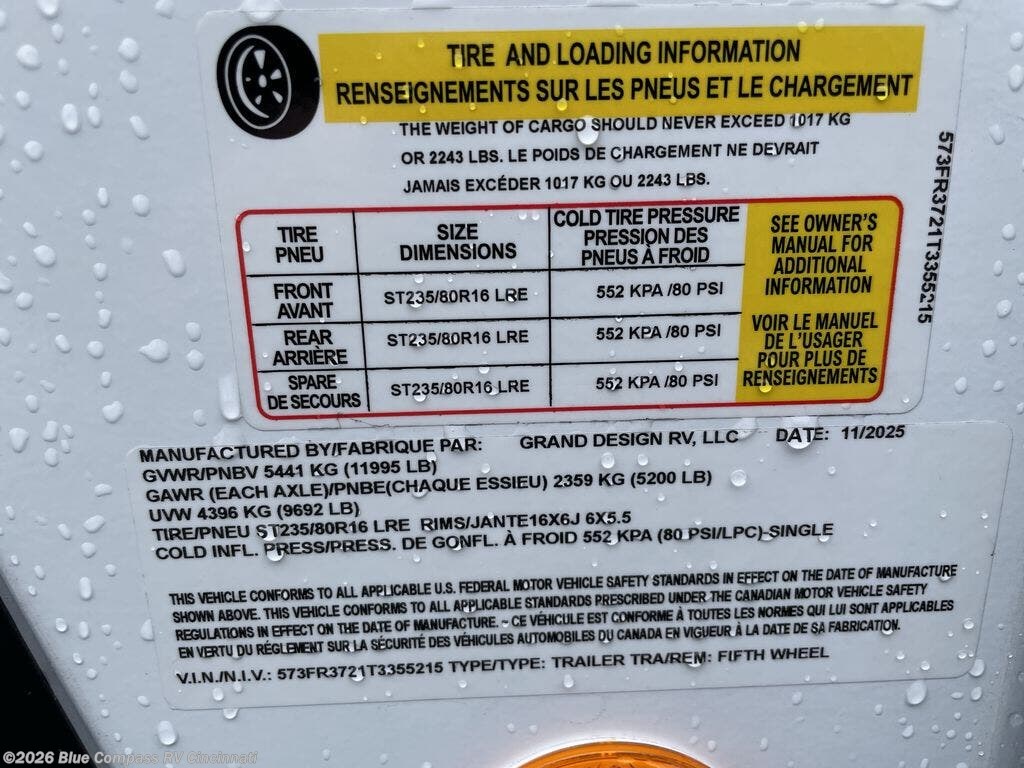 TIRE AND LOADING INFORMATION
RENSEIGNEMENTS SUR LES PNEUS ET LE CHARGEMENT
THE WEIGHT OF CARGO SHOULD NEVER EXCEED 1017 KG
OR 2243 LBS. LE POIDS DE CHARGEMENT NE DEVRAIT
JAMAIS EXCÉDER 1017 KG OU 2243 LBS.
TIRE
PNEU
SIZE
DIMENSIONS
COLD TIRE PRESSURE
PRESSION DES
PNEUS À FROID
FRONT
AVANT
ST235/80R16 LRE
552 KPA /80 PSI
REAR
ARRIÈRE
ST235/80R16 LRE
552 KPA /80 PSI
SPARE
DE SECOURS
ST235/80R16 LRE
552 KPA /80 PSI
SEE OWNER'S
MANUAL FOR
ADDITIONAL
INFORMATION
VOIR LE MANUEL
DE L'USAGER
POUR PLUS DE
RENSEIGNEMENTS
573FR3721T3355215
MANUFACTURED BY/FABRIQUE PAR: GRAND DESIGN RV, LLC DATE: 11/2025
GVWR/PNBV 5441 KG (11995 LB)
GAWR (EACH AXLE)/PNBE(CHAQUE ESSIEU) 2359 KG (5200 LB)
UVW 4396 KG (9692 LB)
TIRE/PNEU ST235/80R16 LRE RIMS/JANTE16X6J 6X5.5
COLD INFL. PRESS/PRESS. DE GONFL. À FROID 552 KPA (80 PSI/LPC)-SINGLE
THIS VEHICLE CONFORMS TO ALL APPLICABLE U.S. FEDERAL MOTOR VEHICLE SAFETY STANDARDS IN EFFECT ON THE DATE OF MANUFACTURE
SHOWN ABOVE. THIS VEHICLE CONFORMS TO ALL APPLICABLE STANDARDS PRESCRIBED UNDER THE CANADIAN MOTOR VEHICLE SAFETY
REGULATIONS IN EFFECT ON THE DATE OF MANUFACTURE. - CE VÉHICULE EST CONFORME À TOUTES LES NORMES QUI LUI SONT APPLICABLES
EN VERTU DU RÉGLEMENT SUR LA SÉCURITÉ DES VÉHICULES AUTOMOBILES DU CANADA EN VIGUEUR À LA DATE DE SA FABRICATION.
V.I.N./N.I.V.: 573FR3721T3355215 TYPE/TYPE: TRAILER TRA/REM: FIFTH WHEEL
©2026 Blue Compass RV Cincinnati